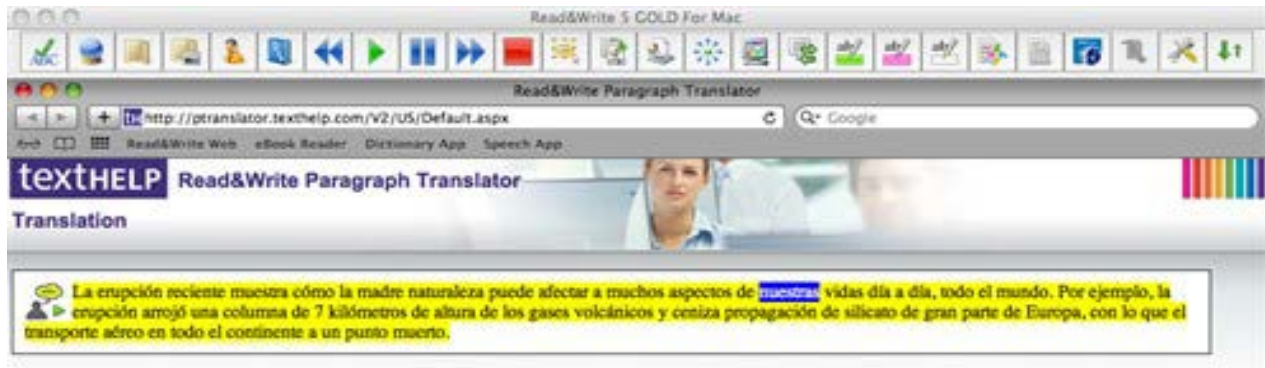 Read&Write 5 GOLD For Mac
Read&Write Paragraph Translator
http://ptranslator.texthelp.com/V2/US/Default.aspx
Google
Read&Write Web eBook Reader Dictionary App Speech App
textHELP Read&Write Paragraph Translator
Translation
La erupción reciente muestra cómo la madre naturaleza puede afectar a muchos aspectos de nuestras vidas día a día, todo el mundo. Por ejemplo, la
erupción arrojó una columna de 7 kilómetros de altura de los gases volcánicos y ceniza propagación de silicato de gran parte de Europa, con lo que el
transporte aéreo en todo el continente a un punto muerto.